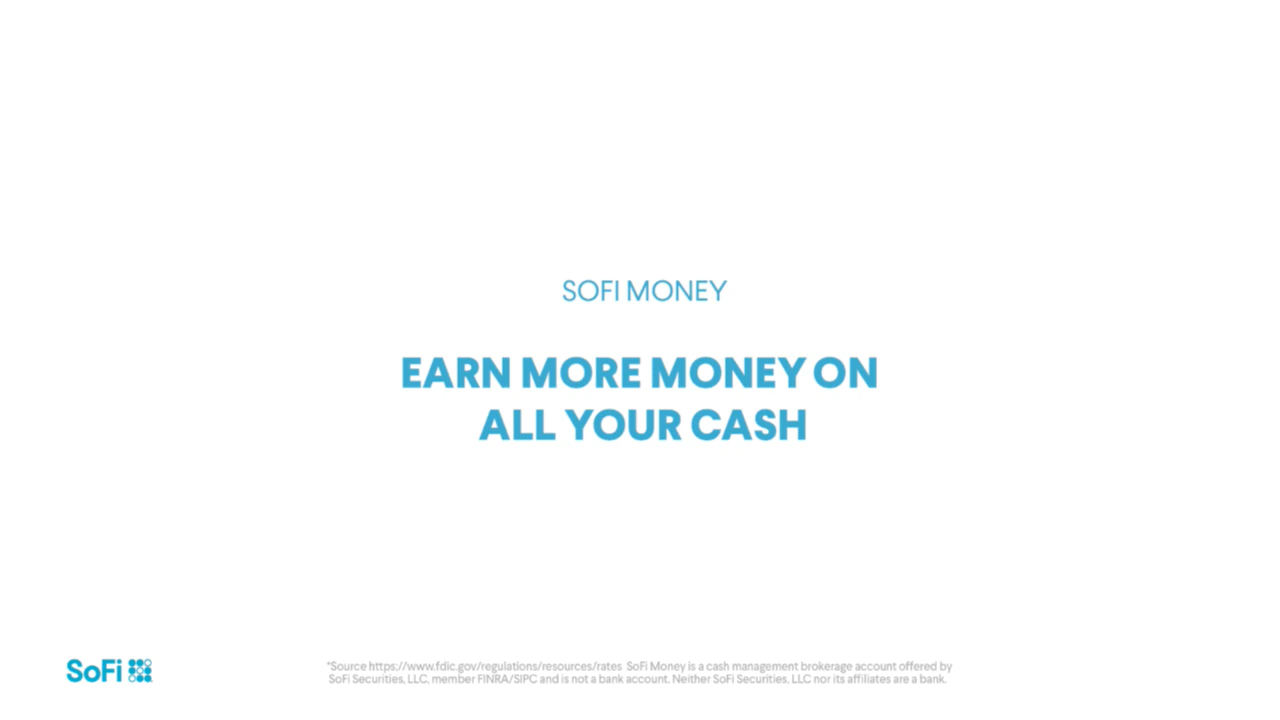 SOFI MONEY
EARN MORE MONEY ON
ALL YOUR CASH
SoFi
*Source https://www.fdic.gov/regulations/resources/rates SoFi Money is a cash management brokerage account offered by
SoFi Securities, LLC, member FINRA/SIPC and is not a bank account. Neither SoFi Securities, LLC nor its affiliates are a bank.